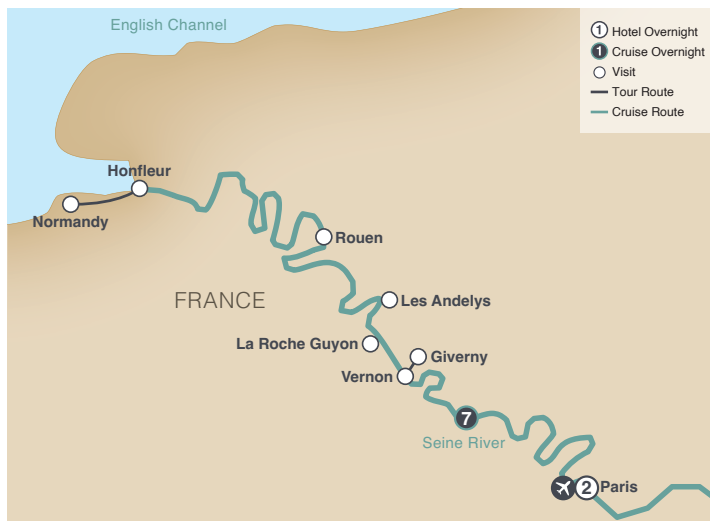 English Channel
1 Hotel Overnight
1 Cruise Overnight
Visit
Tour Route
Cruise Route
Honfleur
Normandy
Rouen
FRANCE
Les Andelys
La Roche Guyon
Giverny
Vernon
7
Seine River
2 Paris